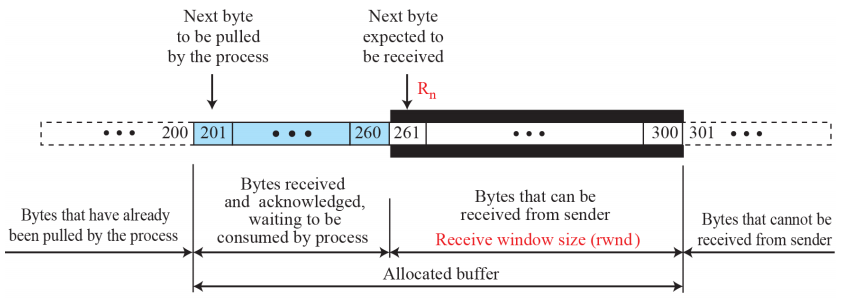 Next byte
to be pulled
by the process
Next byte
expected to
be received
Rn
••• 200 201 ••• 260 261 ••• 300 301 •••
Bytes that have already
been pulled by the process
Bytes received
and acknowledged,
waiting to be
consumed by process
Bytes that can be
received from sender
Receive window size (rwnd)
Bytes that cannot be
received from sender
Allocated buffer